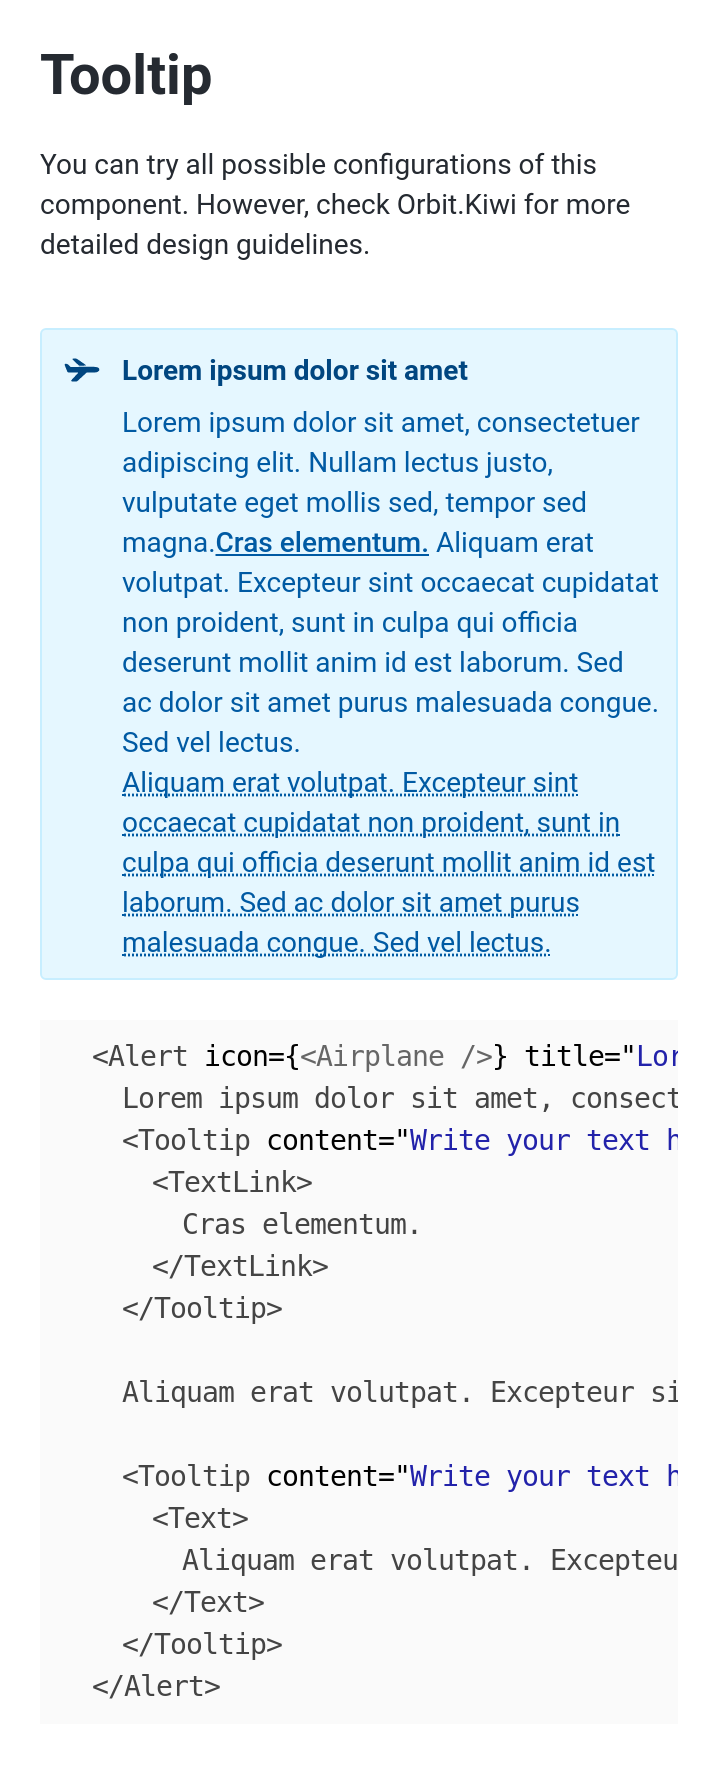 Tooltip
You can try all possible configurations of this
component. However, check Orbit.Kiwi for more
detailed design guidelines.
Lorem ipsum dolor sit amet
Lorem ipsum dolor sit amet, consectetuer
adipiscing elit. Nullam lectus justo,
vulputate eget mollis sed, tempor sed
magna.Cras elementum. Aliquam erat
volutpat. Excepteur sint occaecat cupidatat
non proident, sunt in culpa qui officia
deserunt mollit anim id est laborum. Sed
ac dolor sit amet purus malesuada congue.
Sed vel lectus.
Aliquam erat volutpat. Excepteur sint
occaecat cupidatat non proident, sunt in
culpa qui officia deserunt mollit anim id est
laborum. Sed ac dolor sit amet purus
malesuada congue. Sed vel lectus.
<Alert icon={<Airplane />} title="Lor
Lorem ipsum dolor sit amet, consect
<Tooltip content="Write your text h
<TextLink>
Cras elementum.
</TextLink>
</Tooltip>
Aliquam erat volutpat. Excepteur si
<Tooltip content="Write your text h
<Text>
Aliquam erat volutpat. Excepteu
</Text>
</Tooltip>
</Alert>